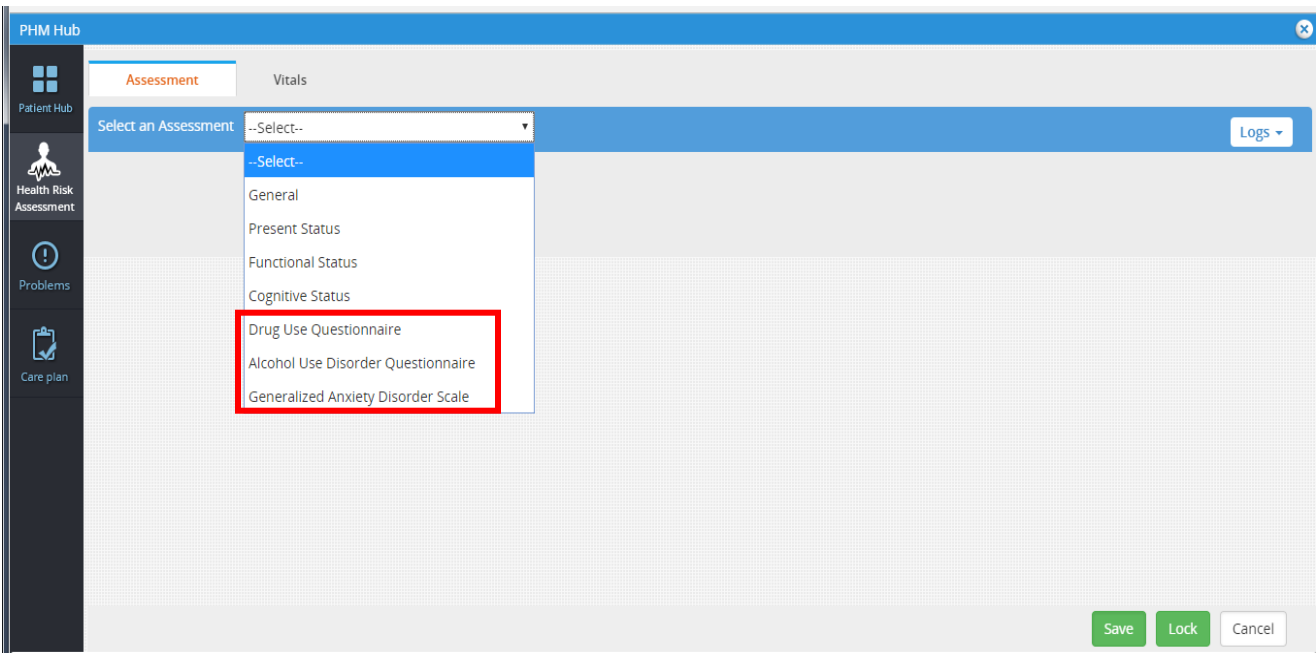 PHM Hub
Patient Hub
Health Risk
Assessment
Problems
Care plan
Assessment Vitals
Select an Assessment --Select-- Logs
--Select--
General
Present Status
Functional Status
Cognitive Status
Drug Use Questionnaire
Alcohol Use Disorder Questionnaire
Generalized Anxiety Disorder Scale
Save Lock Cancel